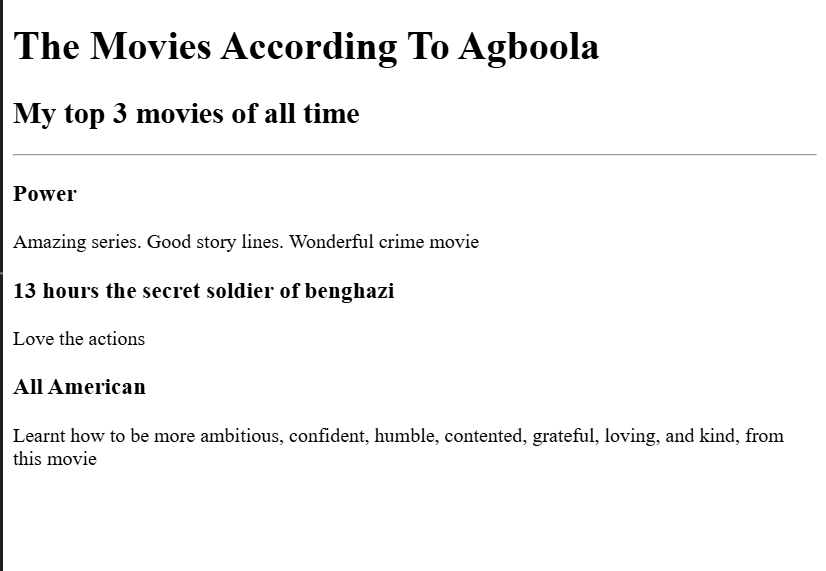 The Movies According To Agboola
My top 3 movies of all time
Power
Amazing series. Good story lines. Wonderful crime movie
13 hours the secret soldier of benghazi
Love the actions
All American
Learnt how to be more ambitious, confident, humble, contented, grateful, loving, and kind, from
this movie